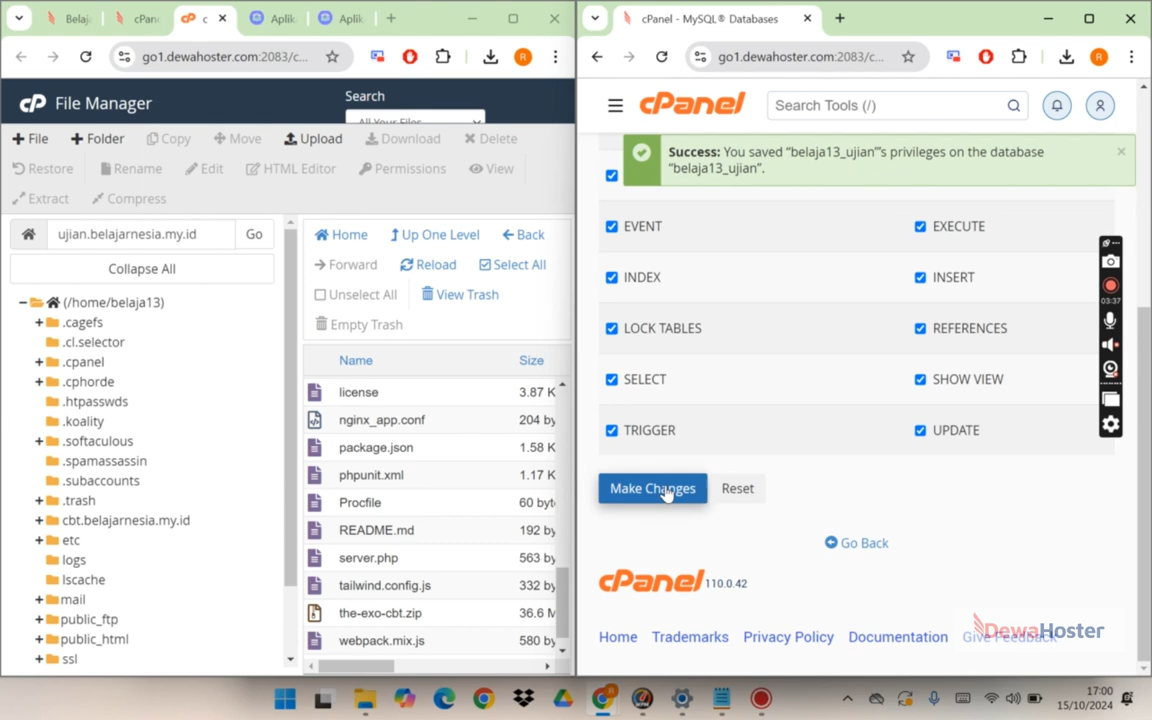 Belaj
cPan
c
Aplik
Aplik
go1.dewahoster.com:2083/c...
R
cP File Manager
Search
All Your Files
File
Folder
Copy
Move
Upload
Download
Delete
Restore
Rename
Edit
HTML Editor
Permissions
View
Extract
Compress
ujian.belajarnesia.my.id
Go
Collapse All
(/home/belaja13)
.cagefs
.cl.selector
.cpanel
.cphorde
.htpasswds
.koality
.softaculous
.spamassassin
.subaccounts
.trash
cbt.belajarnesia.my.id
etc
logs
lscache
mail
public_ftp
public_html
ssl
Home
Up One Level
Back
Forward
Reload
Select All
Unselect All
View Trash
Empty Trash
Name
Size
license
3.87 K
nginx_app.conf
204 by
package.json
1.58 K
phpunit.xml
1.17 K
Procfile
60 byt
README.md
192 by
server.php
563 by
tailwind.config.js
332 by
the-exo-cbt.zip
36.6 M
webpack.mix.js
580 by
cPanel - MySQL® Databases
go1.dewahoster.com:2083/c...
R
cPanel
Search Tools (/)
Success: You saved “belaja13_ujian”’s privileges on the database
“belaja13_ujian”.
EVENT
EXECUTE
INDEX
INSERT
LOCK TABLES
REFERENCES
SELECT
SHOW VIEW
TRIGGER
UPDATE
Make Changes
Reset
Go Back
cPanel 110.0.42
Home
Trademarks
Privacy Policy
Documentation
Give Feedback
DewaHoster
03:37
17:00
15/10/2024